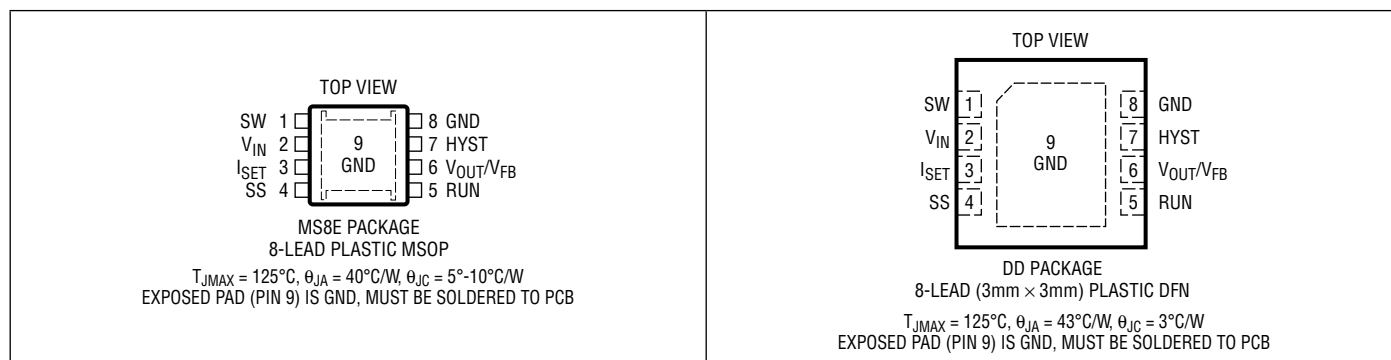 TOP VIEW
SW 1
V_IN 2
I_SET 3
SS 4
9
GND
8 GND
7 HYST
6 V_OUT/V_FB
5 RUN
MS8E PACKAGE
8-LEAD PLASTIC MSOP
T_JMAX = 125°C, θ_JA = 40°C/W, θ_JC = 5°-10°C/W
EXPOSED PAD (PIN 9) IS GND, MUST BE SOLDERED TO PCB
TOP VIEW
SW 1
V_IN 2
I_SET 3
SS 4
9
GND
8 GND
7 HYST
6 V_OUT/V_FB
5 RUN
DD PACKAGE
8-LEAD (3mm × 3mm) PLASTIC DFN
T_JMAX = 125°C, θ_JA = 43°C/W, θ_JC = 3°C/W
EXPOSED PAD (PIN 9) IS GND, MUST BE SOLDERED TO PCB